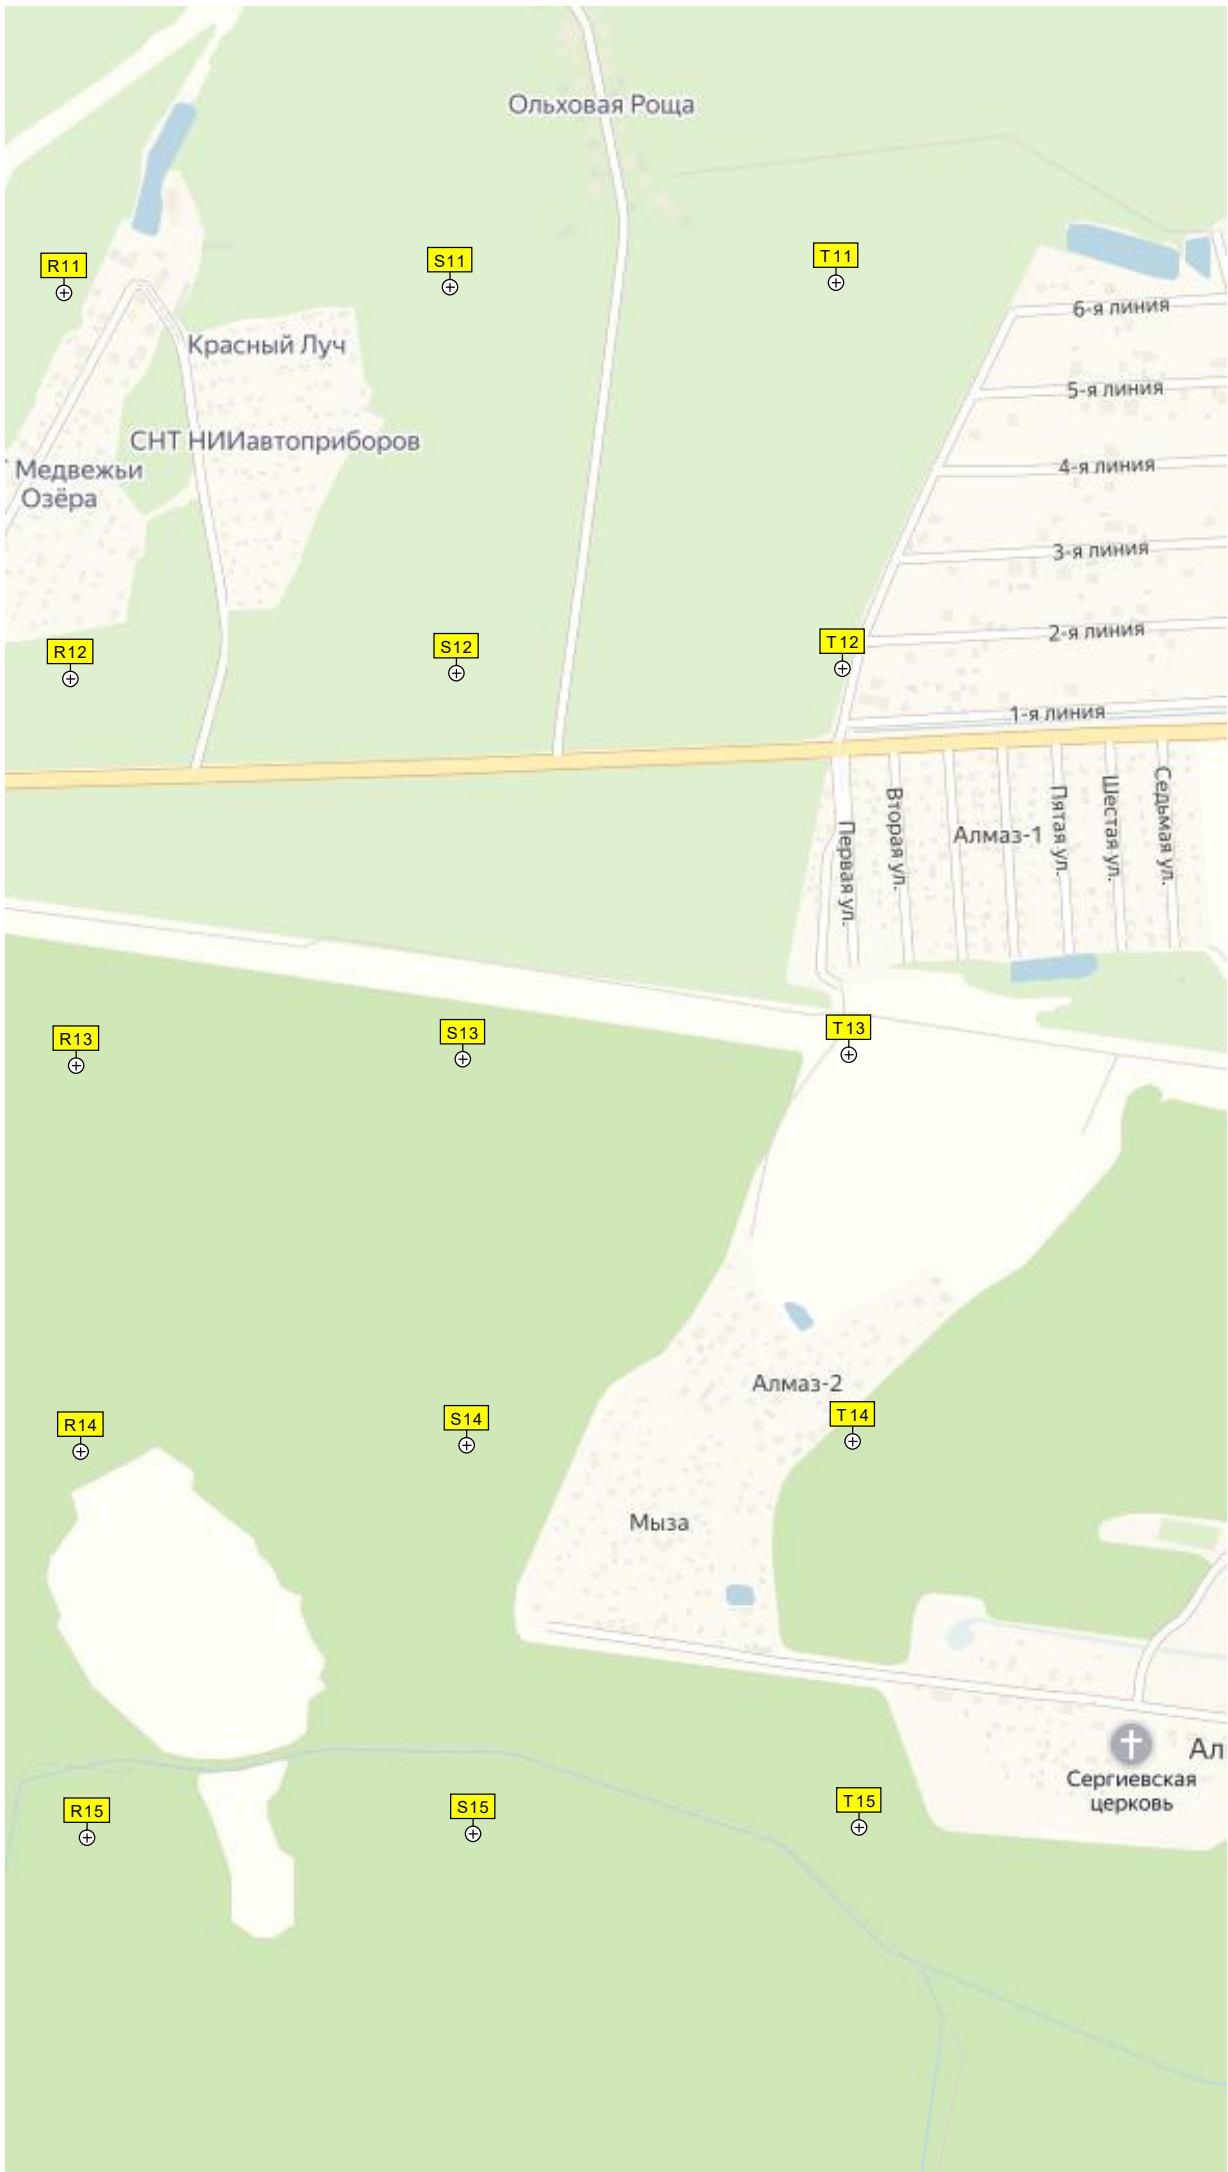 Ольховая Роща
R11
S11
T11
6-я линия
Красный Луч
5-я линия
СНТ НИИавтоприборов
4-я линия
Медвежьи
Озёра
3-я линия
2-я линия
R12
S12
T12
1-я линия
Первая ул.
Вторая ул.
Алмаз-1
Пятая ул.
Шестая ул.
Седьмая ул.
R13
S13
T13
Алмаз-2
R14
S14
T14
Мыза
Ал
Сергиевская
церковь
R15
S15
T15